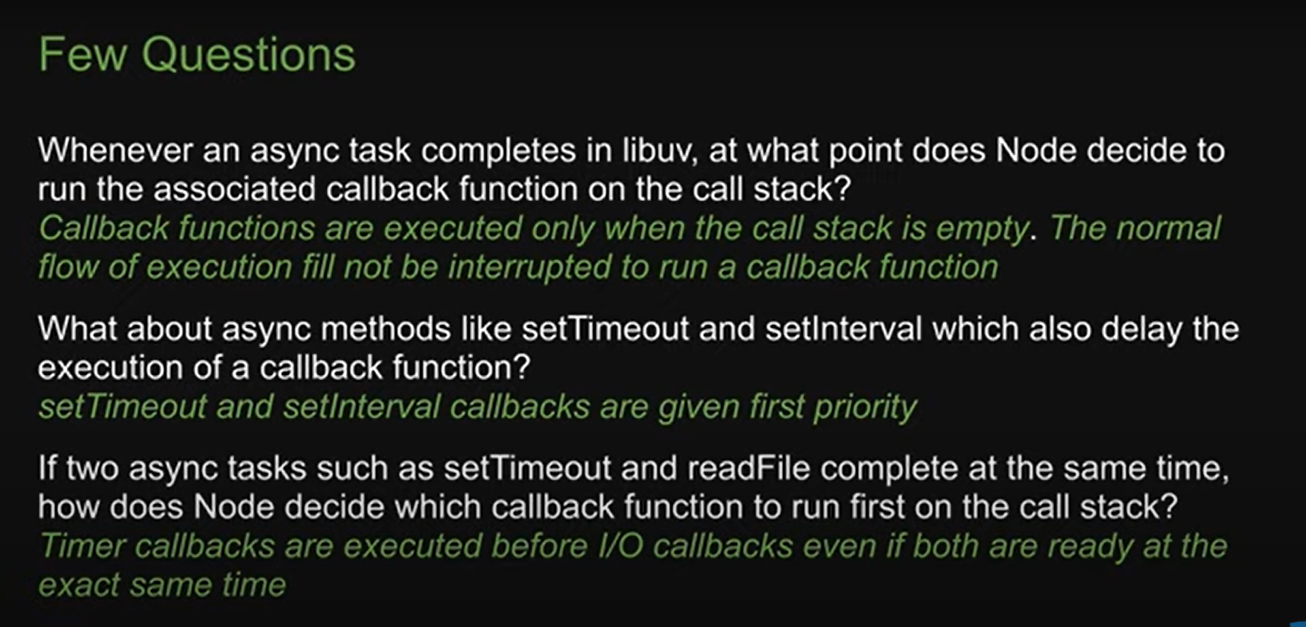 Few Questions
Whenever an async task completes in libuv, at what point does Node decide to
run the associated callback function on the call stack?
Callback functions are executed only when the call stack is empty. The normal
flow of execution fill not be interrupted to run a callback function
What about async methods like setTimeout and setInterval which also delay the
execution of a callback function?
setTimeout and setInterval callbacks are given first priority
If two async tasks such as setTimeout and readFile complete at the same time,
how does Node decide which callback function to run first on the call stack?
Timer callbacks are executed before I/O callbacks even if both are ready at the
exact same time